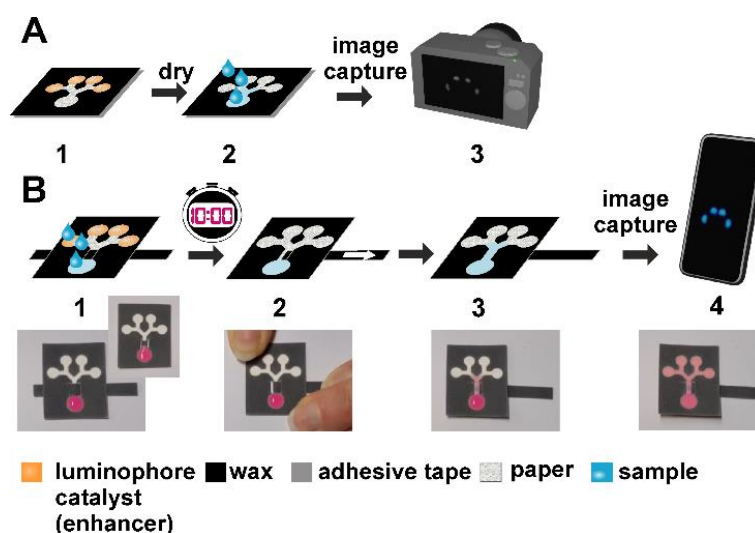 A
dry
image
capture
1
2
3
B
10:00
image
capture
1
2
3
4
luminophore
catalyst
(enhancer)
wax
adhesive tape
paper
sample